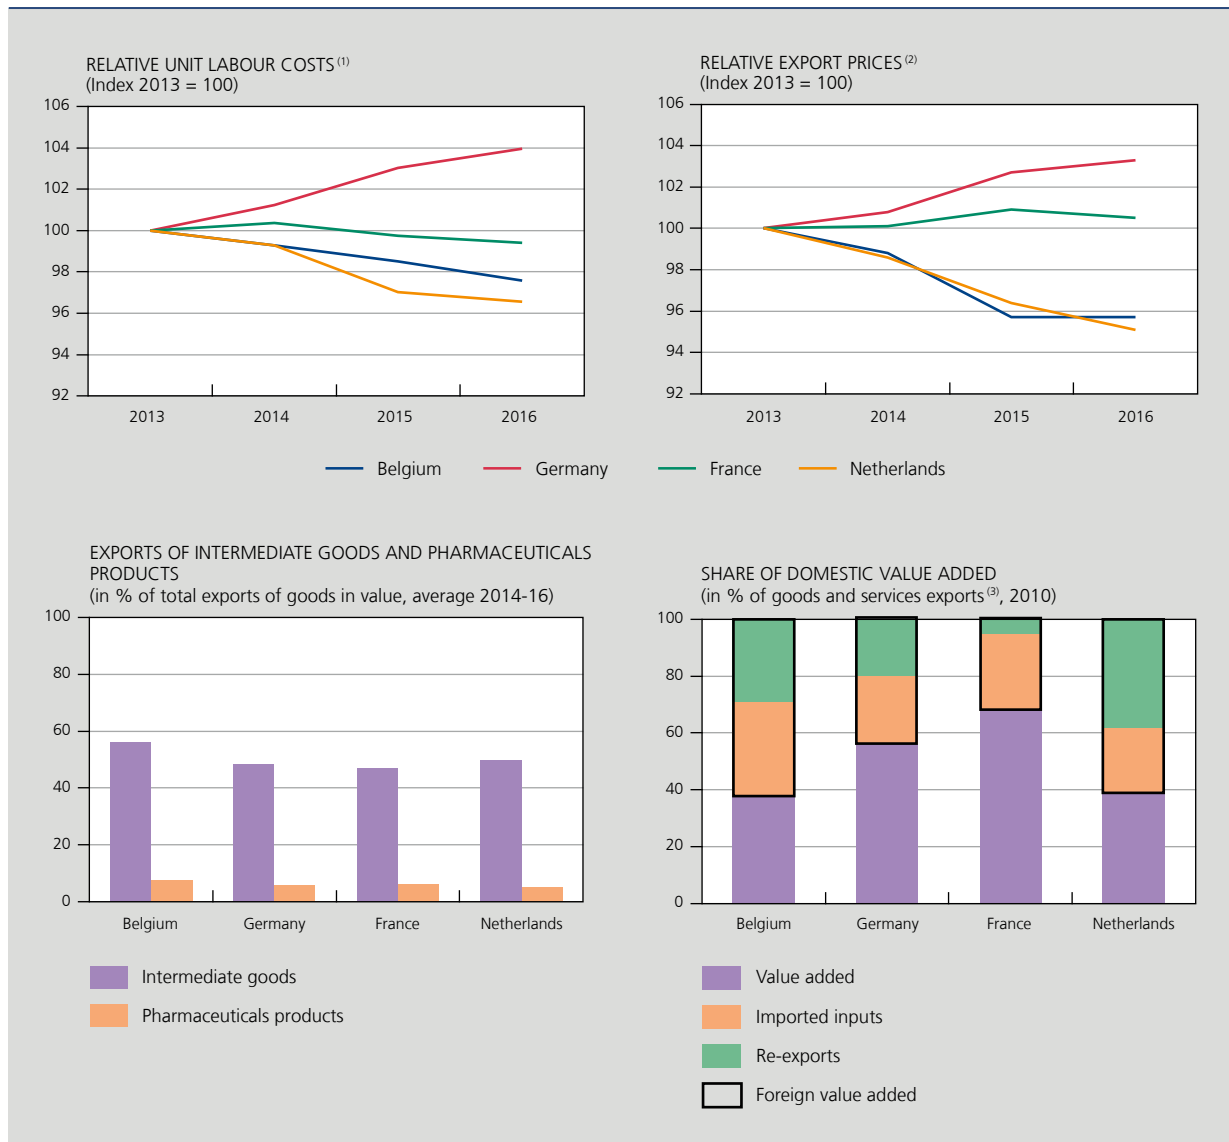 RELATIVE UNIT LABOUR COSTS (1)
(Index 2013 = 100)
106
104
102
100
98
96
94
92
2013 2014 2015 2016
RELATIVE EXPORT PRICES (2)
(Index 2013 = 100)
106
104
102
100
98
96
94
92
2013 2014 2015 2016
Belgium Germany France Netherlands
EXPORTS OF INTERMEDIATE GOODS AND PHARMACEUTICALS
PRODUCTS
(in % of total exports of goods in value, average 2014-16)
100
80
60
40
20
0
Belgium Germany France Netherlands
Intermediate goods
Pharmaceuticals products
SHARE OF DOMESTIC VALUE ADDED
(in % of goods and services exports (3), 2010)
100
80
60
40
20
0
Belgium Germany France Netherlands
Value added
Imported inputs
Re-exports
Foreign value added